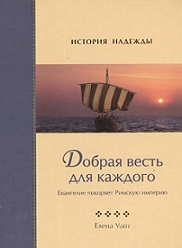 ИСТОРИЯ НАДЕЖДЫ
Добрая весть
для каждого
Евангелие покоряет Римскую империю
Елена Уайт